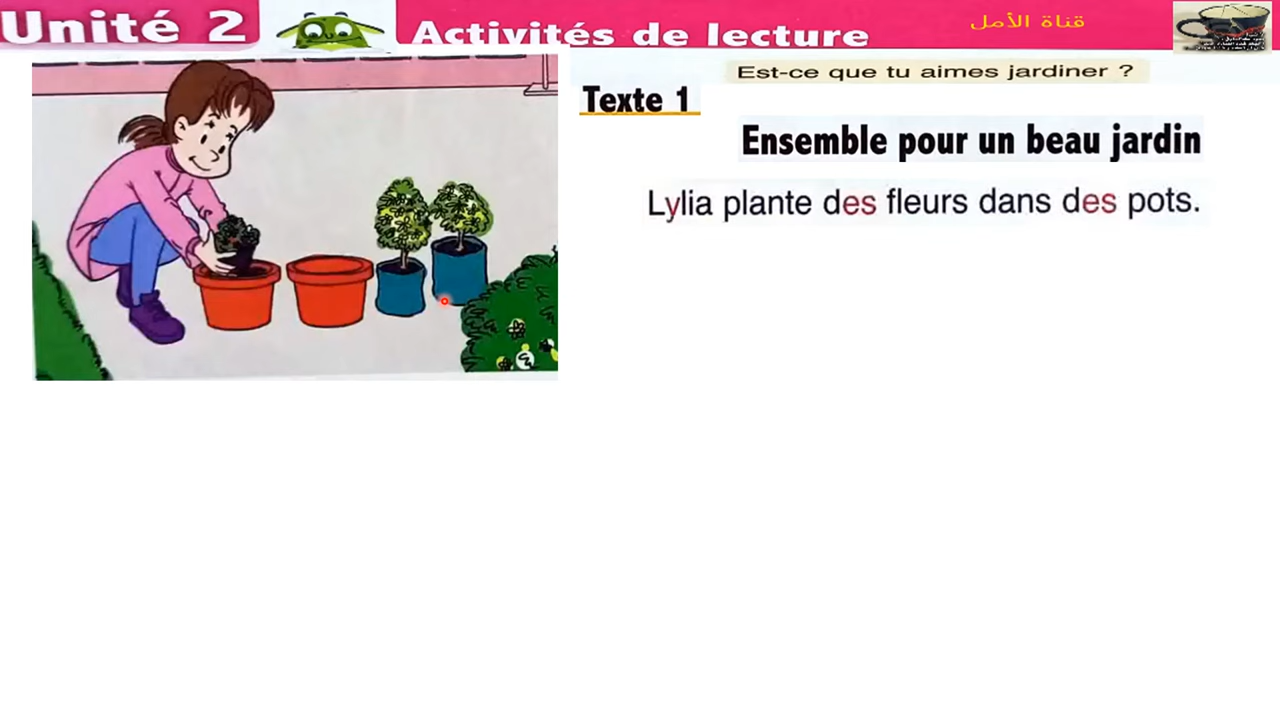 Unité 2
Activités de lecture
قناة الأمل
Est-ce que tu aimes jardiner ?
Texte 1
Ensemble pour un beau jardin
Lylia plante des fleurs dans des pots.